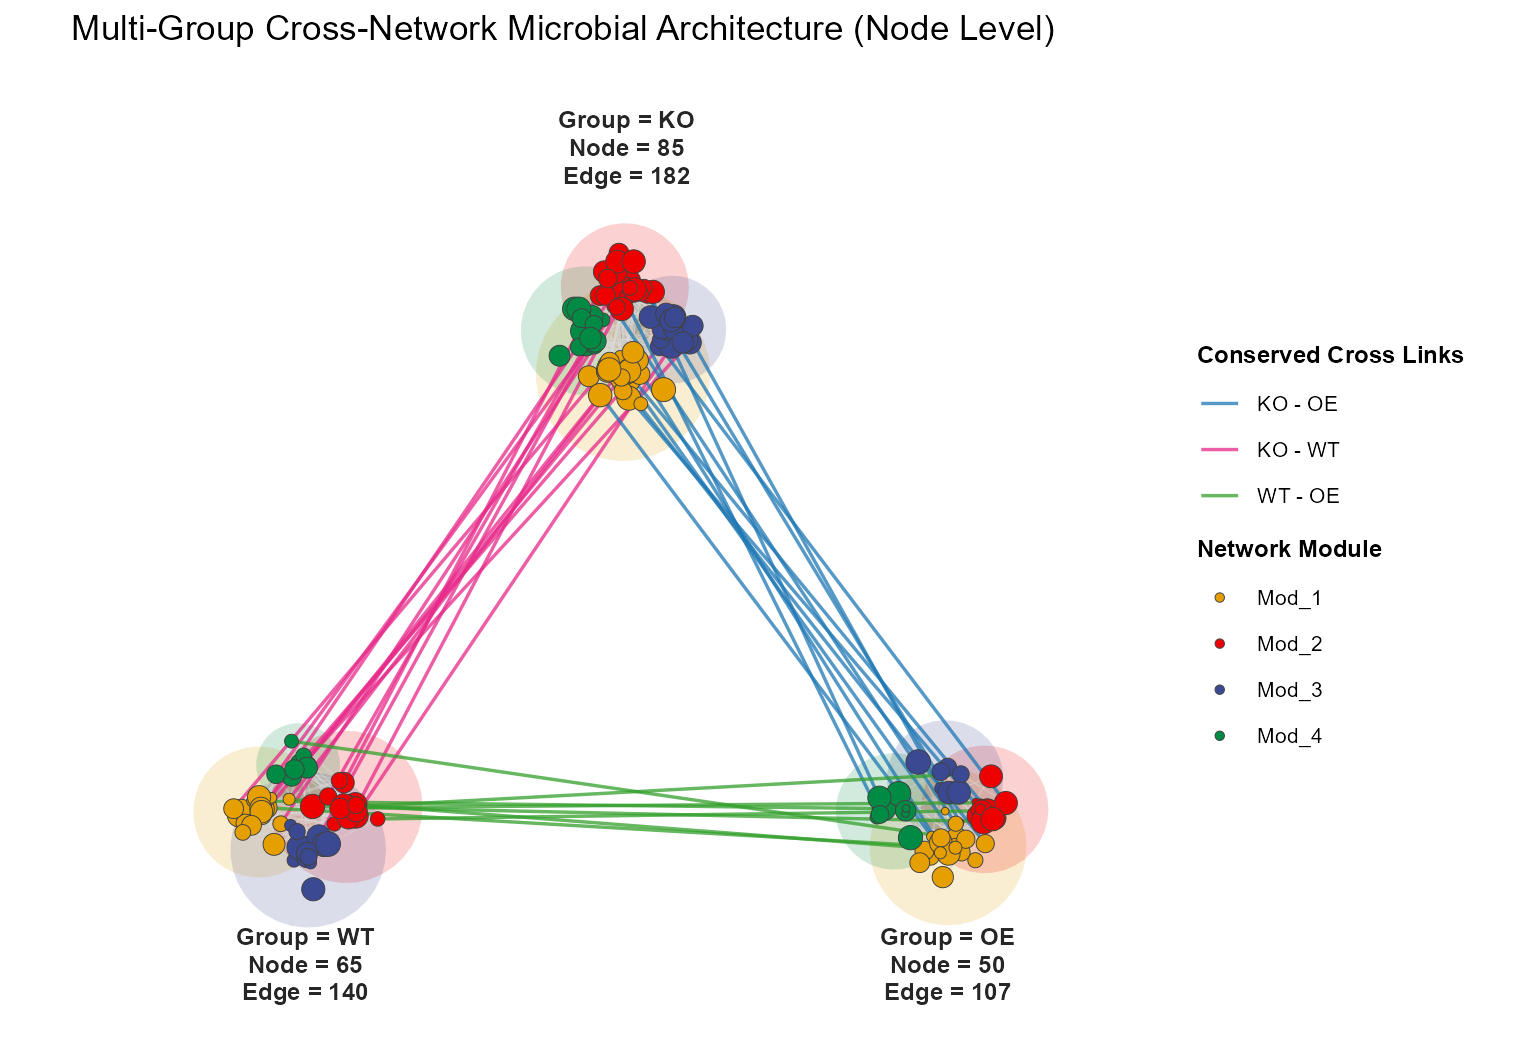 Multi-Group Cross-Network Microbial Architecture (Node Level)
Group = KO
Node = 85
Edge = 182
Conserved Cross Links
KO - OE
KO - WT
WT - OE
Network Module
Mod_1
Mod_2
Mod_3
Mod_4
Group = WT
Node = 65
Edge = 140
Group = OE
Node = 50
Edge = 107